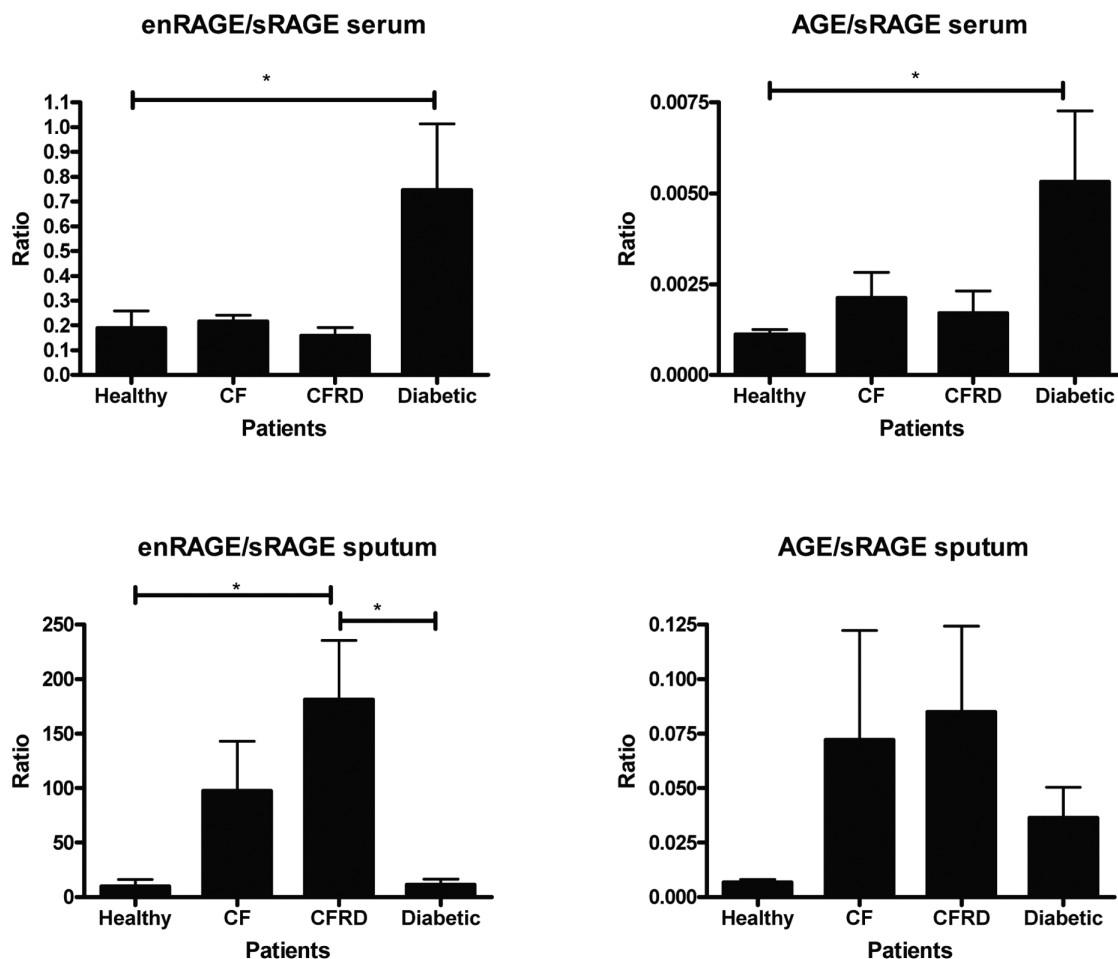 enRAGE/sRAGE serum
*
1.1
1.0
0.9
0.8
0.7
0.6
0.5
0.4
0.3
0.2
0.1
0.0
Ratio
Healthy CF CFRD Diabetic
Patients
AGE/sRAGE serum
*
0.0075
0.0050
0.0025
0.0000
Ratio
Healthy CF CFRD Diabetic
Patients
enRAGE/sRAGE sputum
*
*
250
200
150
100
50
0
Ratio
Healthy CF CFRD Diabetic
Patients
AGE/sRAGE sputum
0.125
0.100
0.075
0.050
0.025
0.000
Ratio
Healthy CF CFRD Diabetic
Patients